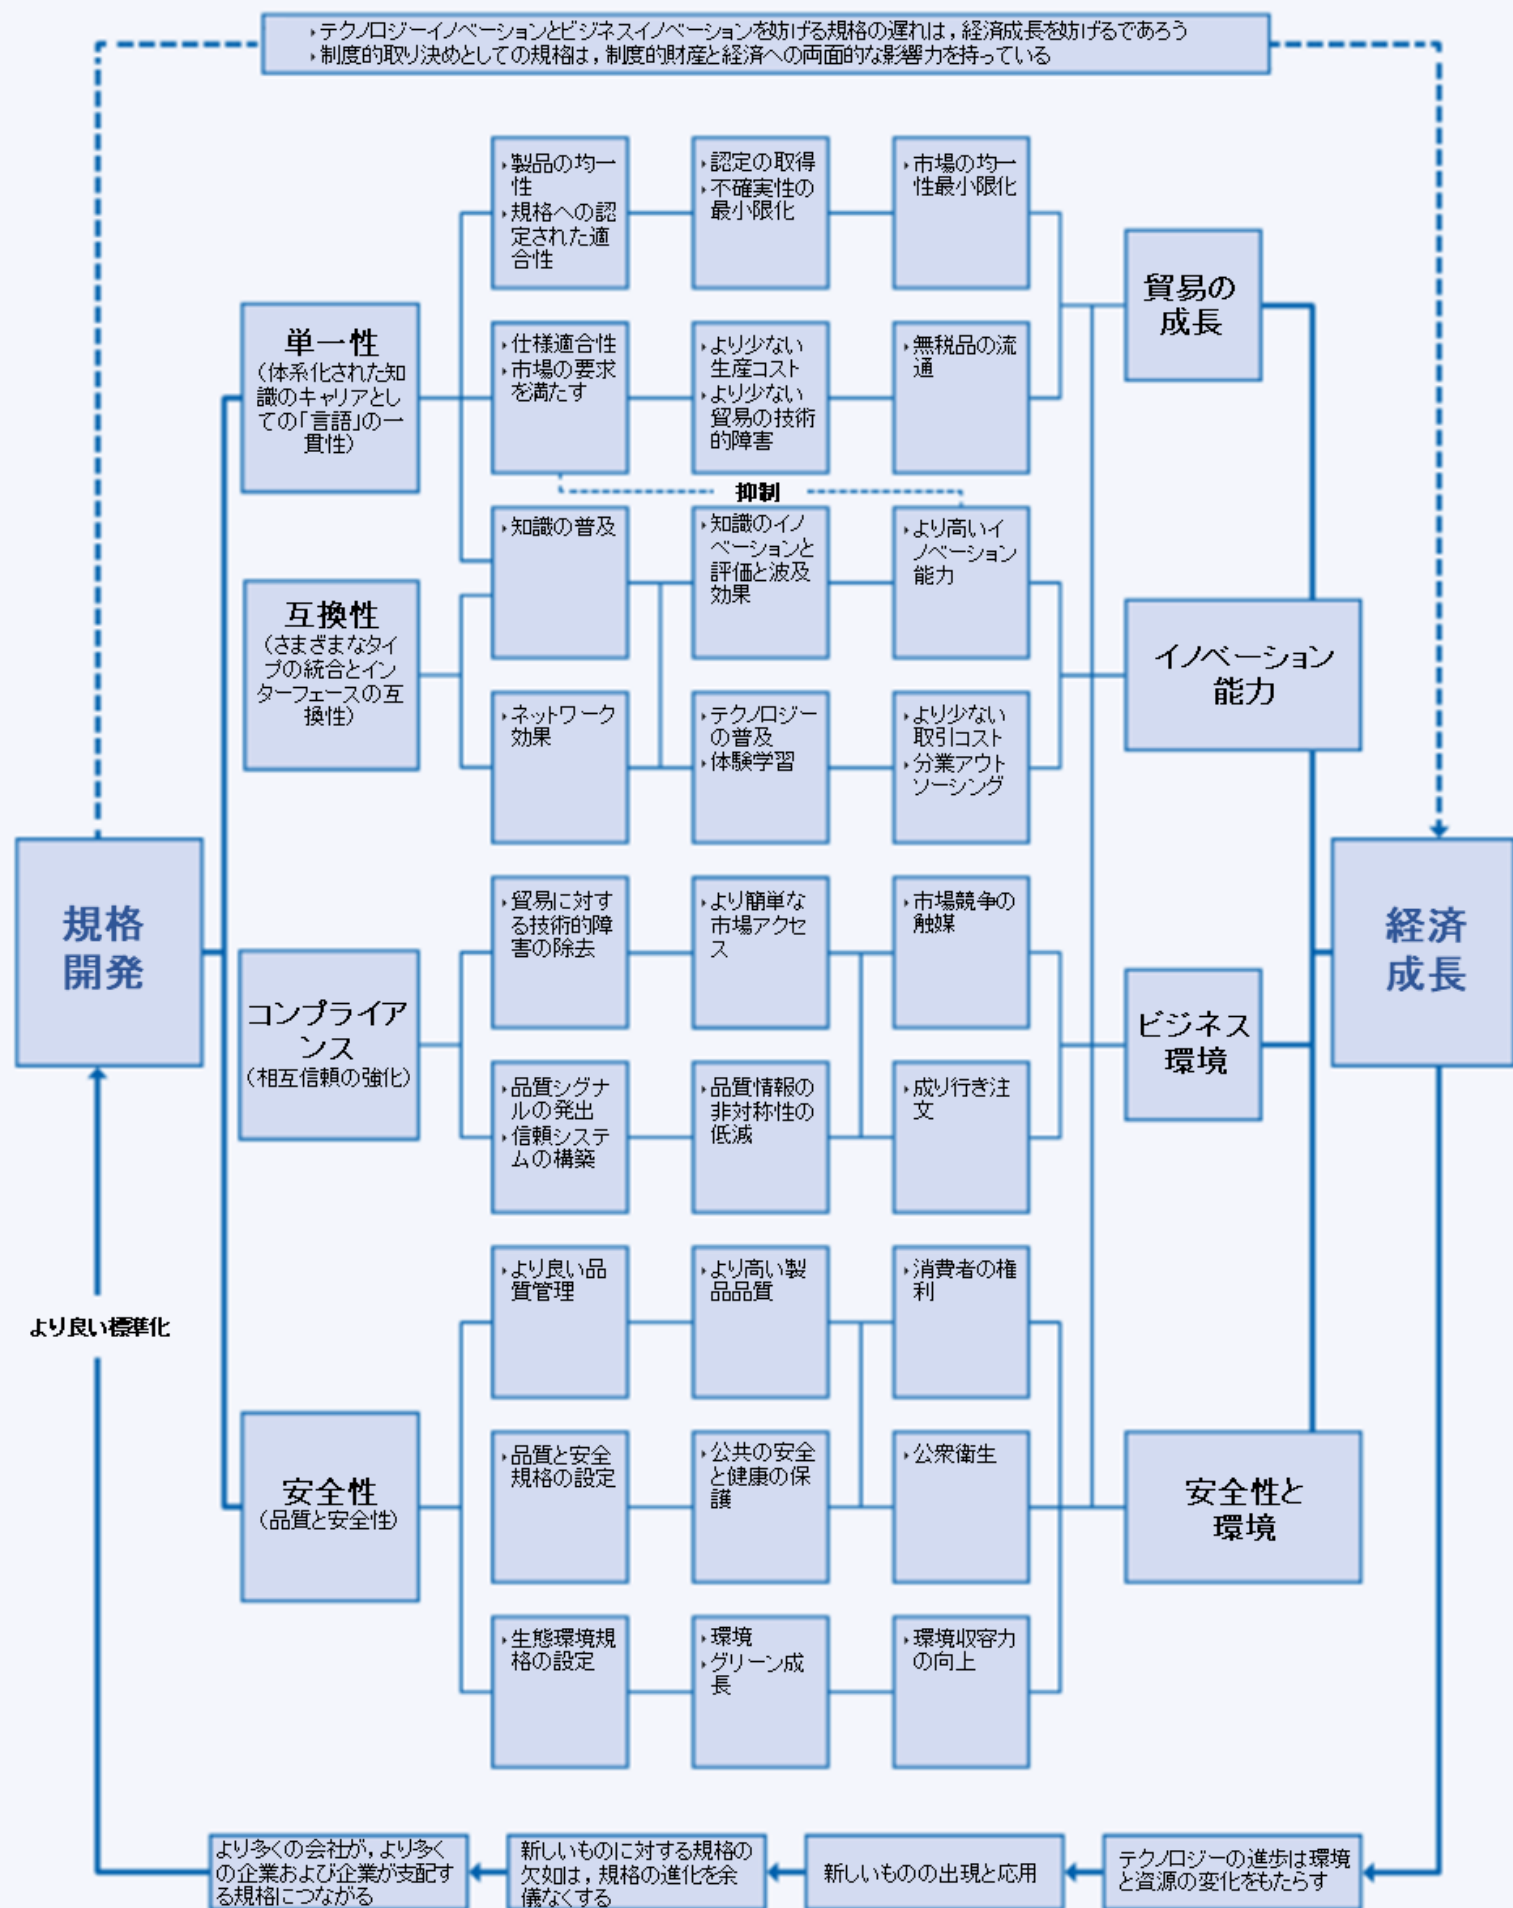 テクノロジーイノベーションとビジネスイノベーションを妨げる規格の遅れは，経済成長を妨げるであろう
制度的取り決めとしての規格は，制度的財産と経済への両面的な影響力を持っている
製品の均一
性
規格への認
定された適
合性
認定の取得
不確実性の
最小限化
市場の均一
性最小限化
貿易の
成長
単一性
（体系化された知
識のキャリアとし
ての「言語」の一
貫性）
仕様適合性
市場の要求
を満たす
より少ない
生産コスト
より少ない
貿易の技術
的障害
無税品の流
通
抑制
知識の普及
知識のイノ
ベーションと
評価と波及
効果
より高いイ
ノベーション
能力
互換性
（さまざまなタイ
プの統合とイン
ターフェースの互
換性）
イノベーション
能力
ネットワーク
効果
テクノロジー
の普及
体験学習
より少ない
取引コスト
分業アウト
ソーシング
規格
開発
貿易に対す
る技術的障
害の除去
より簡単な
市場アクセ
ス
市場競争の
触媒
経済
成長
コンプライア
ンス
（相互信頼の強化）
ビジネス
環境
品質シグナ
ルの発出
信頼システ
ムの構築
品質情報の
非対称性の
低減
成り行き注
文
より良い品
質管理
より高い製
品品質
消費者の権
利
より良い標準化
安全性
（品質と安全性）
品質と安全
規格の設定
公共の安全
と健康の保
護
公衆衛生
安全性と
環境
生態環境規
格の設定
環境
グリーン成
長
環境収容力
の向上
より多くの会社が，より多く
の企業および企業が支配す
る規格につながる
新しいものに対する規格の
欠如は，規格の進化を余
儀なくする
新しいものの出現と応用
テクノロジーの進歩は環境
と資源の変化をもたらす